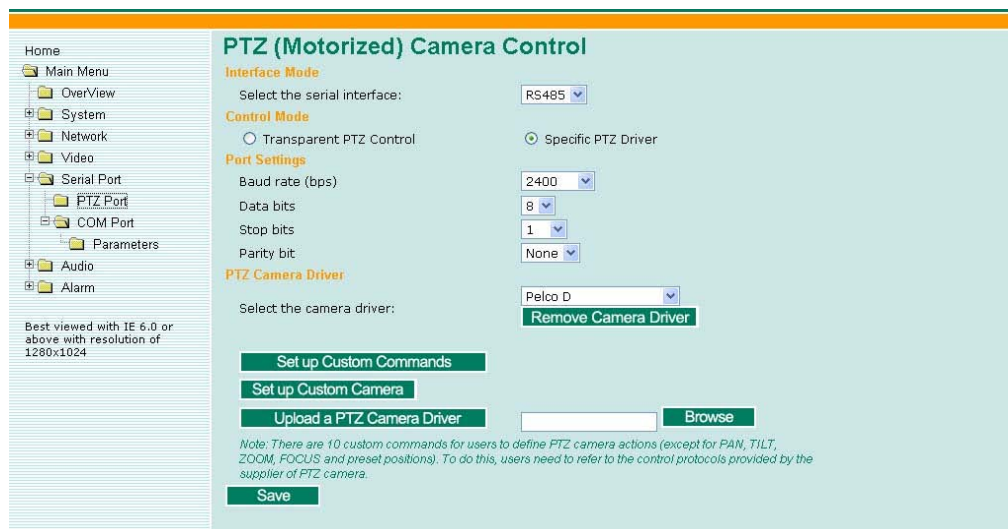 Home
Main Menu
OverView
System
Network
Video
Serial Port
PTZ Port
COM Port
Parameters
Audio
Alarm
Best viewed with IE 6.0 or
above with resolution of
1280x1024
PTZ (Motorized) Camera Control
Interface Mode
Select the serial interface: RS485
Control Mode
Transparent PTZ Control Specific PTZ Driver
Port Settings
Baud rate (bps) 2400
Data bits 8
Stop bits 1
Parity bit None
PTZ Camera Driver
Select the camera driver: Pelco D
Remove Camera Driver
Set up Custom Commands
Set up Custom Camera
Upload a PTZ Camera Driver Browse
Note: There are 10 custom commands for users to define PTZ camera actions (except for PAN, TILT,
ZOOM, FOCUS and preset positions). To do this, users need to refer to the control protocols provided by the
supplier of PTZ camera.
Save